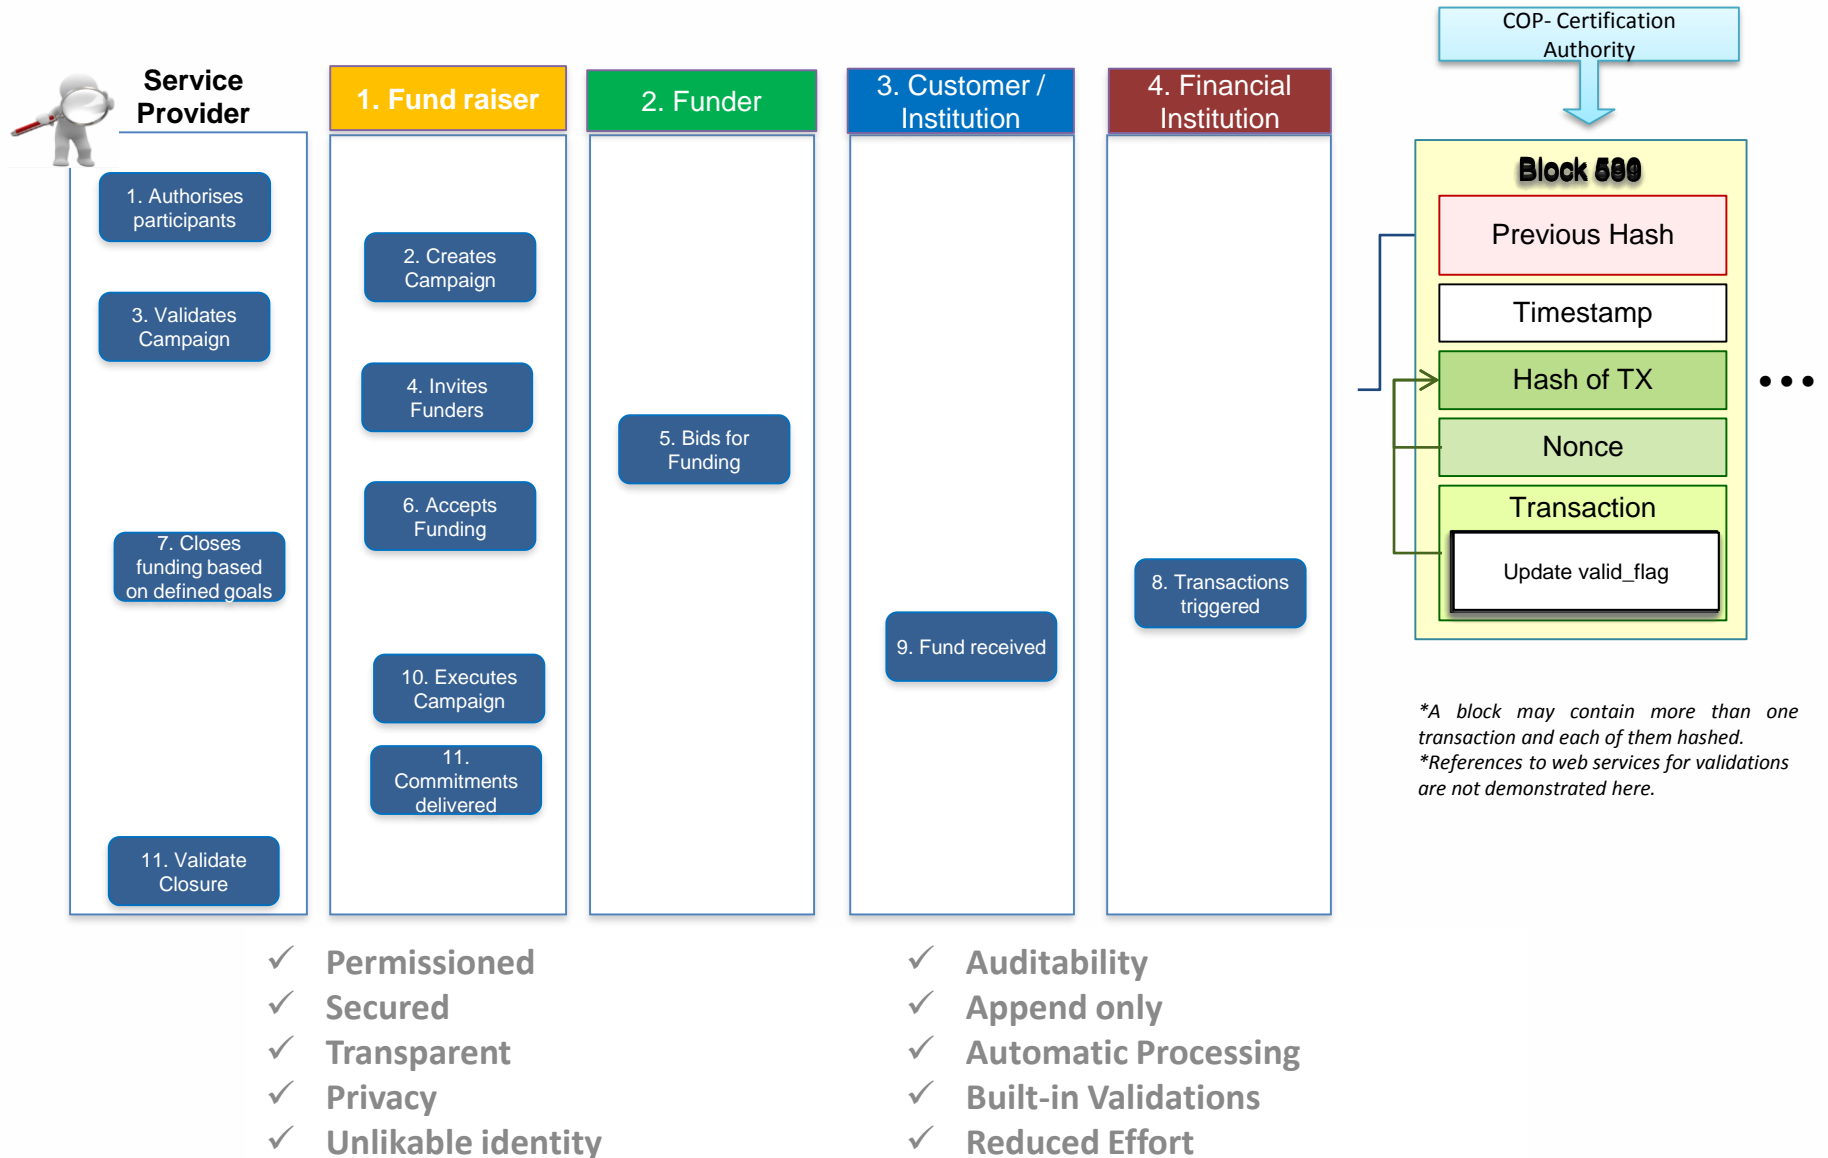 COP- Certification
Authority
Service
Provider
1. Fund raiser
2. Funder
3. Customer /
Institution
4. Financial
Institution
1. Authorises
participants
2. Creates
Campaign
3. Validates
Campaign
4. Invites
Funders
5. Bids for
Funding
6. Accepts
Funding
7. Closes
funding based
on defined goals
8. Transactions
triggered
9. Fund received
10. Executes
Campaign
11.
Commitments
delivered
11. Validate
Closure
Block
Previous Hash
Timestamp
Hash of TX
Nonce
Transaction
Update valid_flag
*A block may contain more than one
transaction and each of them hashed.
*References to web services for validations
are not demonstrated here.
✓ Permissioned
✓ Secured
✓ Transparent
✓ Privacy
✓ Unlikable identity
✓ Auditability
✓ Append only
✓ Automatic Processing
✓ Built-in Validations
✓ Reduced Effort